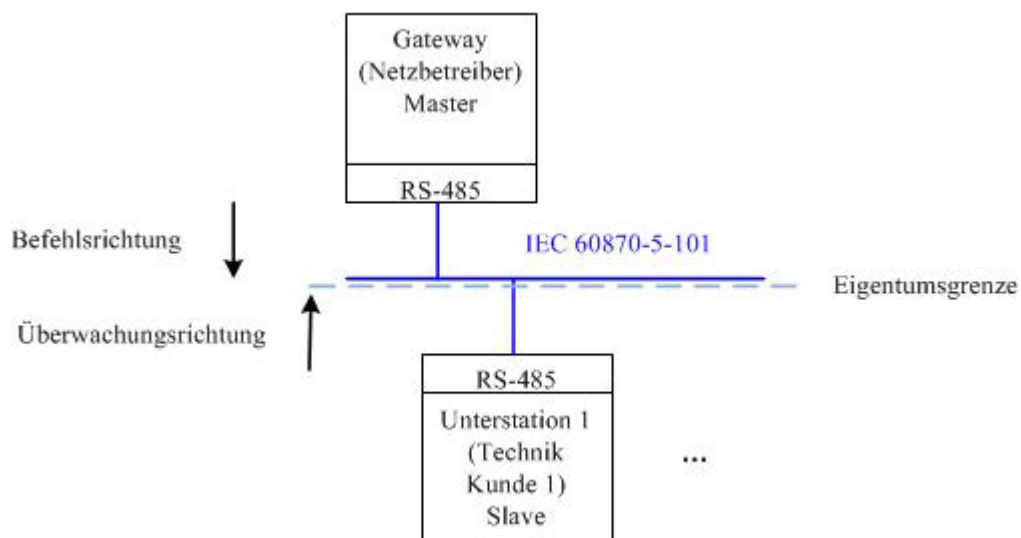 Gateway
(Netzbetreiber)
Master
RS-485
Befehlsrichtung
IEC 60870-5-101
Eigentumsgrenze
Überwachungsrichtung
RS-485
Unterstation 1
(Technik
Kunde 1)
Slave
...